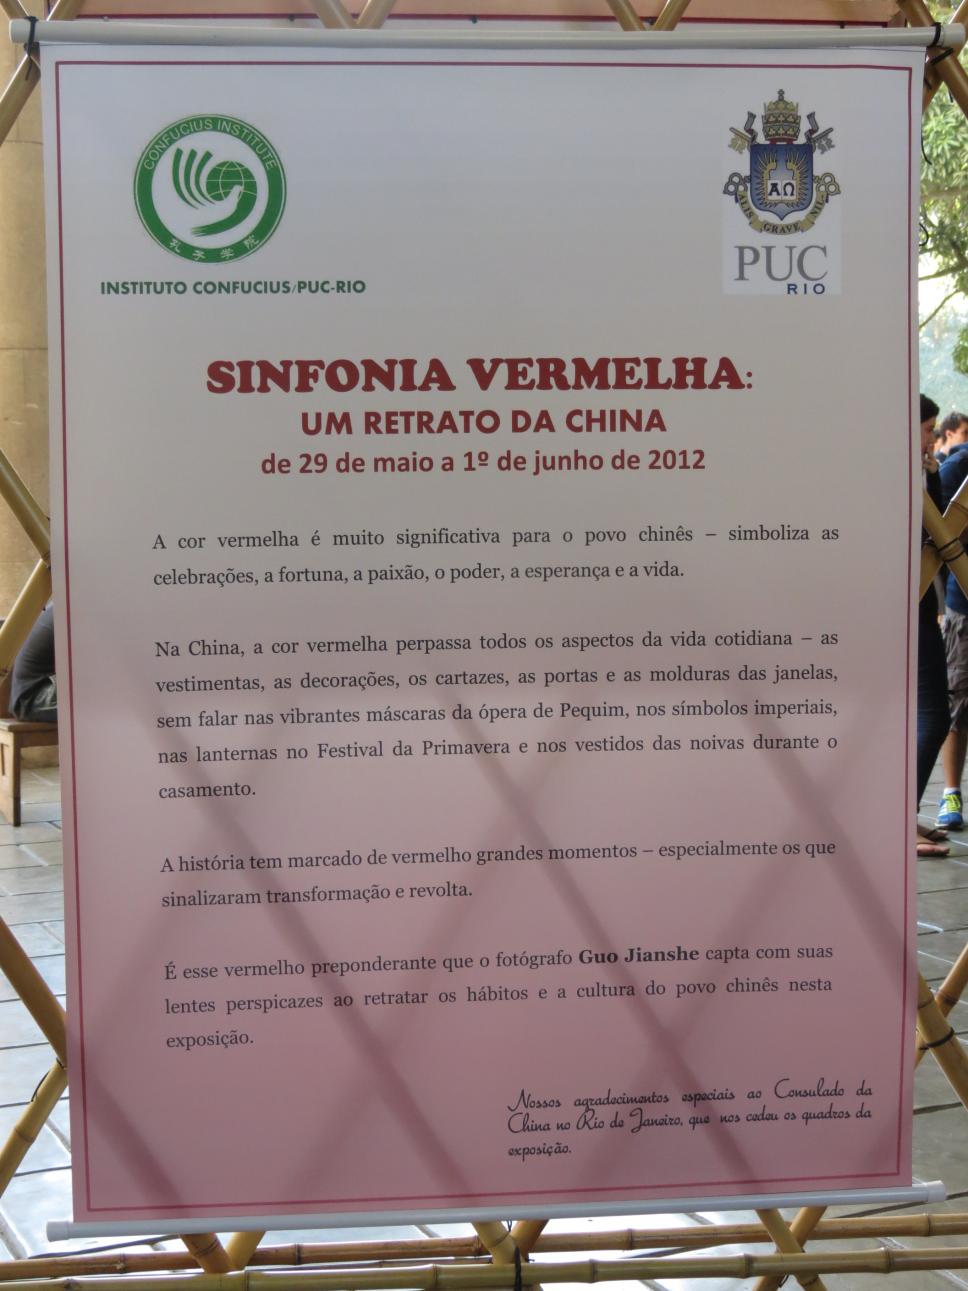 CONFUCIUS INSTITUTE
孔子学院
INSTITUTO CONFUCIUS/PUC-RIO
ΑΩ
ALIS GRAVE NIL
PUC
RIO
SINFONIA VERMELHA:
UM RETRATO DA CHINA
de 29 de maio a 1º de junho de 2012
A cor vermelha é muito significativa para o povo chinês – simboliza as
celebrações, a fortuna, a paixão, o poder, a esperança e a vida.
Na China, a cor vermelha perpassa todos os aspectos da vida cotidiana – as
vestimentas, as decorações, os cartazes, as portas e as molduras das janelas,
sem falar nas vibrantes máscaras da ópera de Pequim, nos símbolos imperiais,
nas lanternas no Festival da Primavera e nos vestidos das noivas durante o
casamento.
A história tem marcado de vermelho grandes momentos – especialmente os que
sinalizaram transformação e revolta.
É esse vermelho preponderante que o fotógrafo Guo Jianshe capta com suas
lentes perspicazes ao retratar os hábitos e a cultura do povo chinês nesta
exposição.
Nossos agradecimentos especiais ao Consulado da
China no Rio de Janeiro, que nos cedeu os quadros da
exposição.